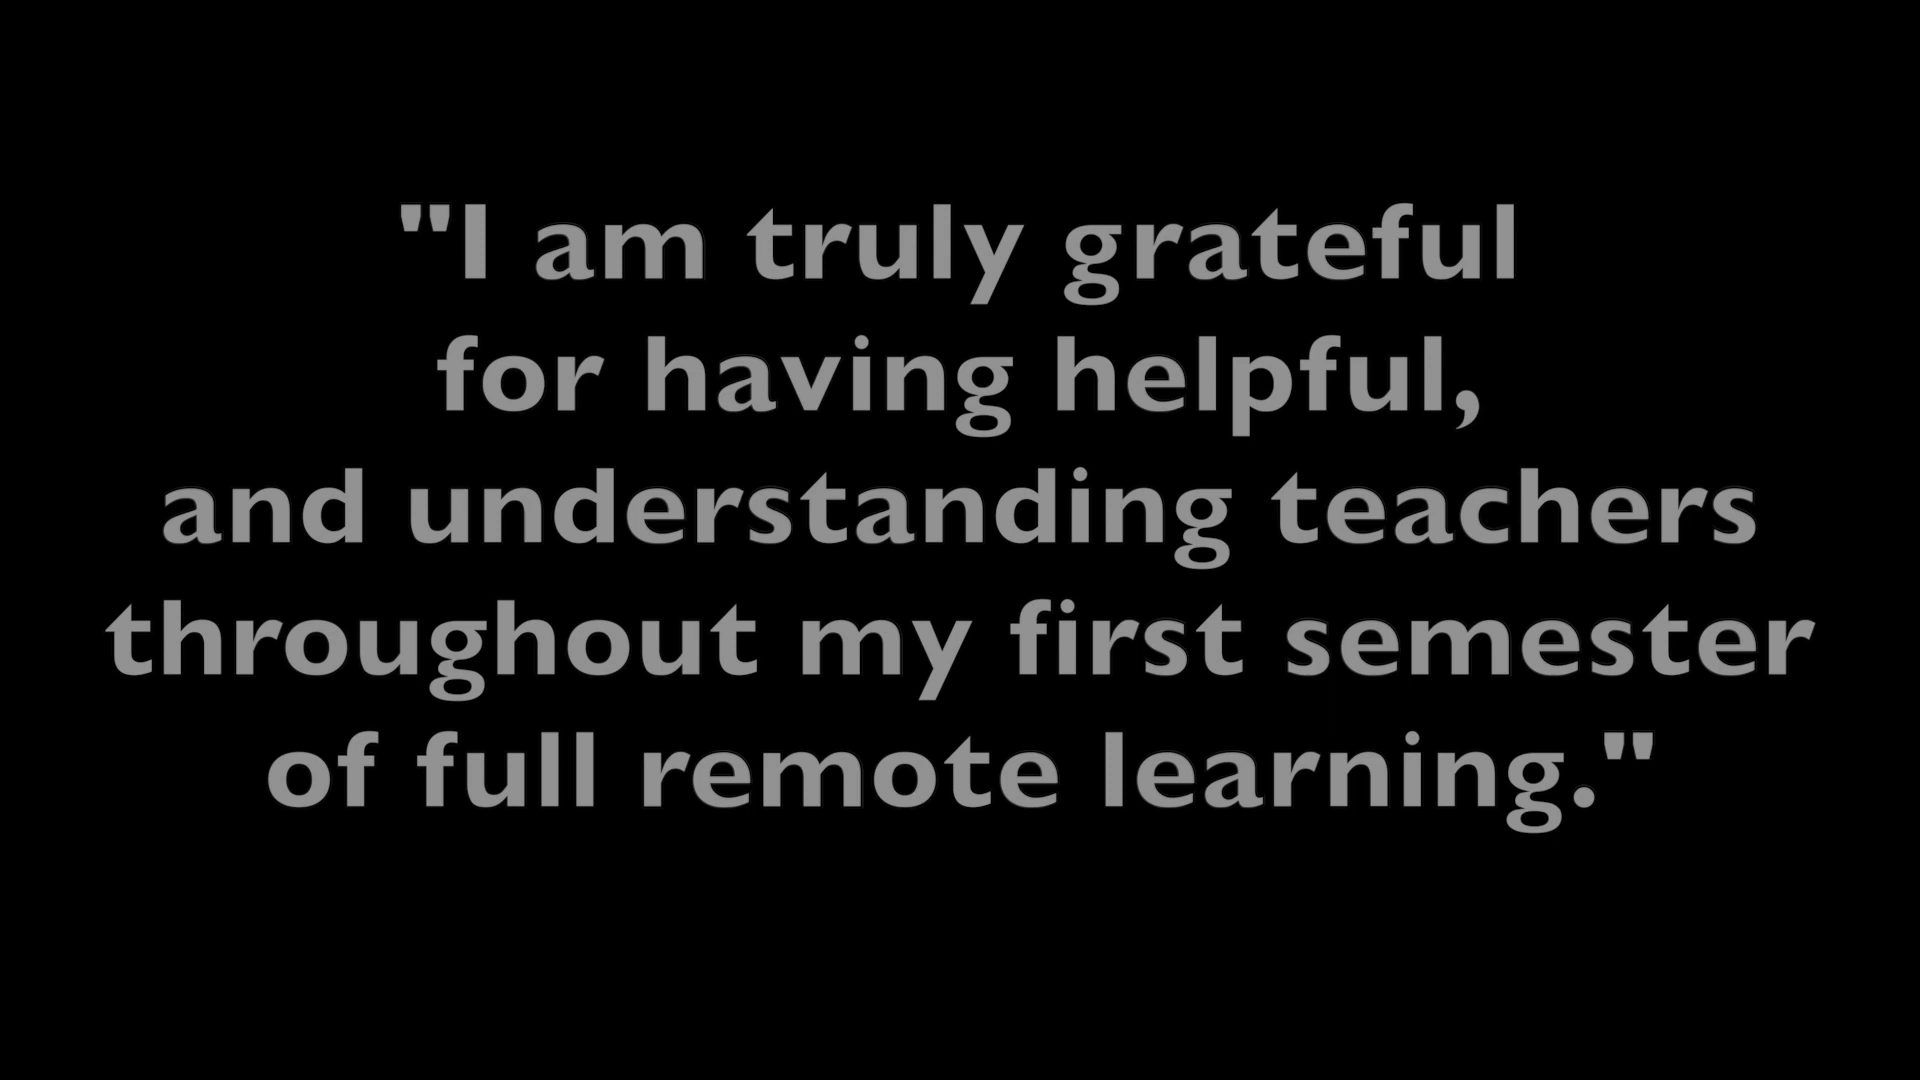 "I am truly grateful
for having helpful,
and understanding teachers
throughout my first semester
of full remote learning."